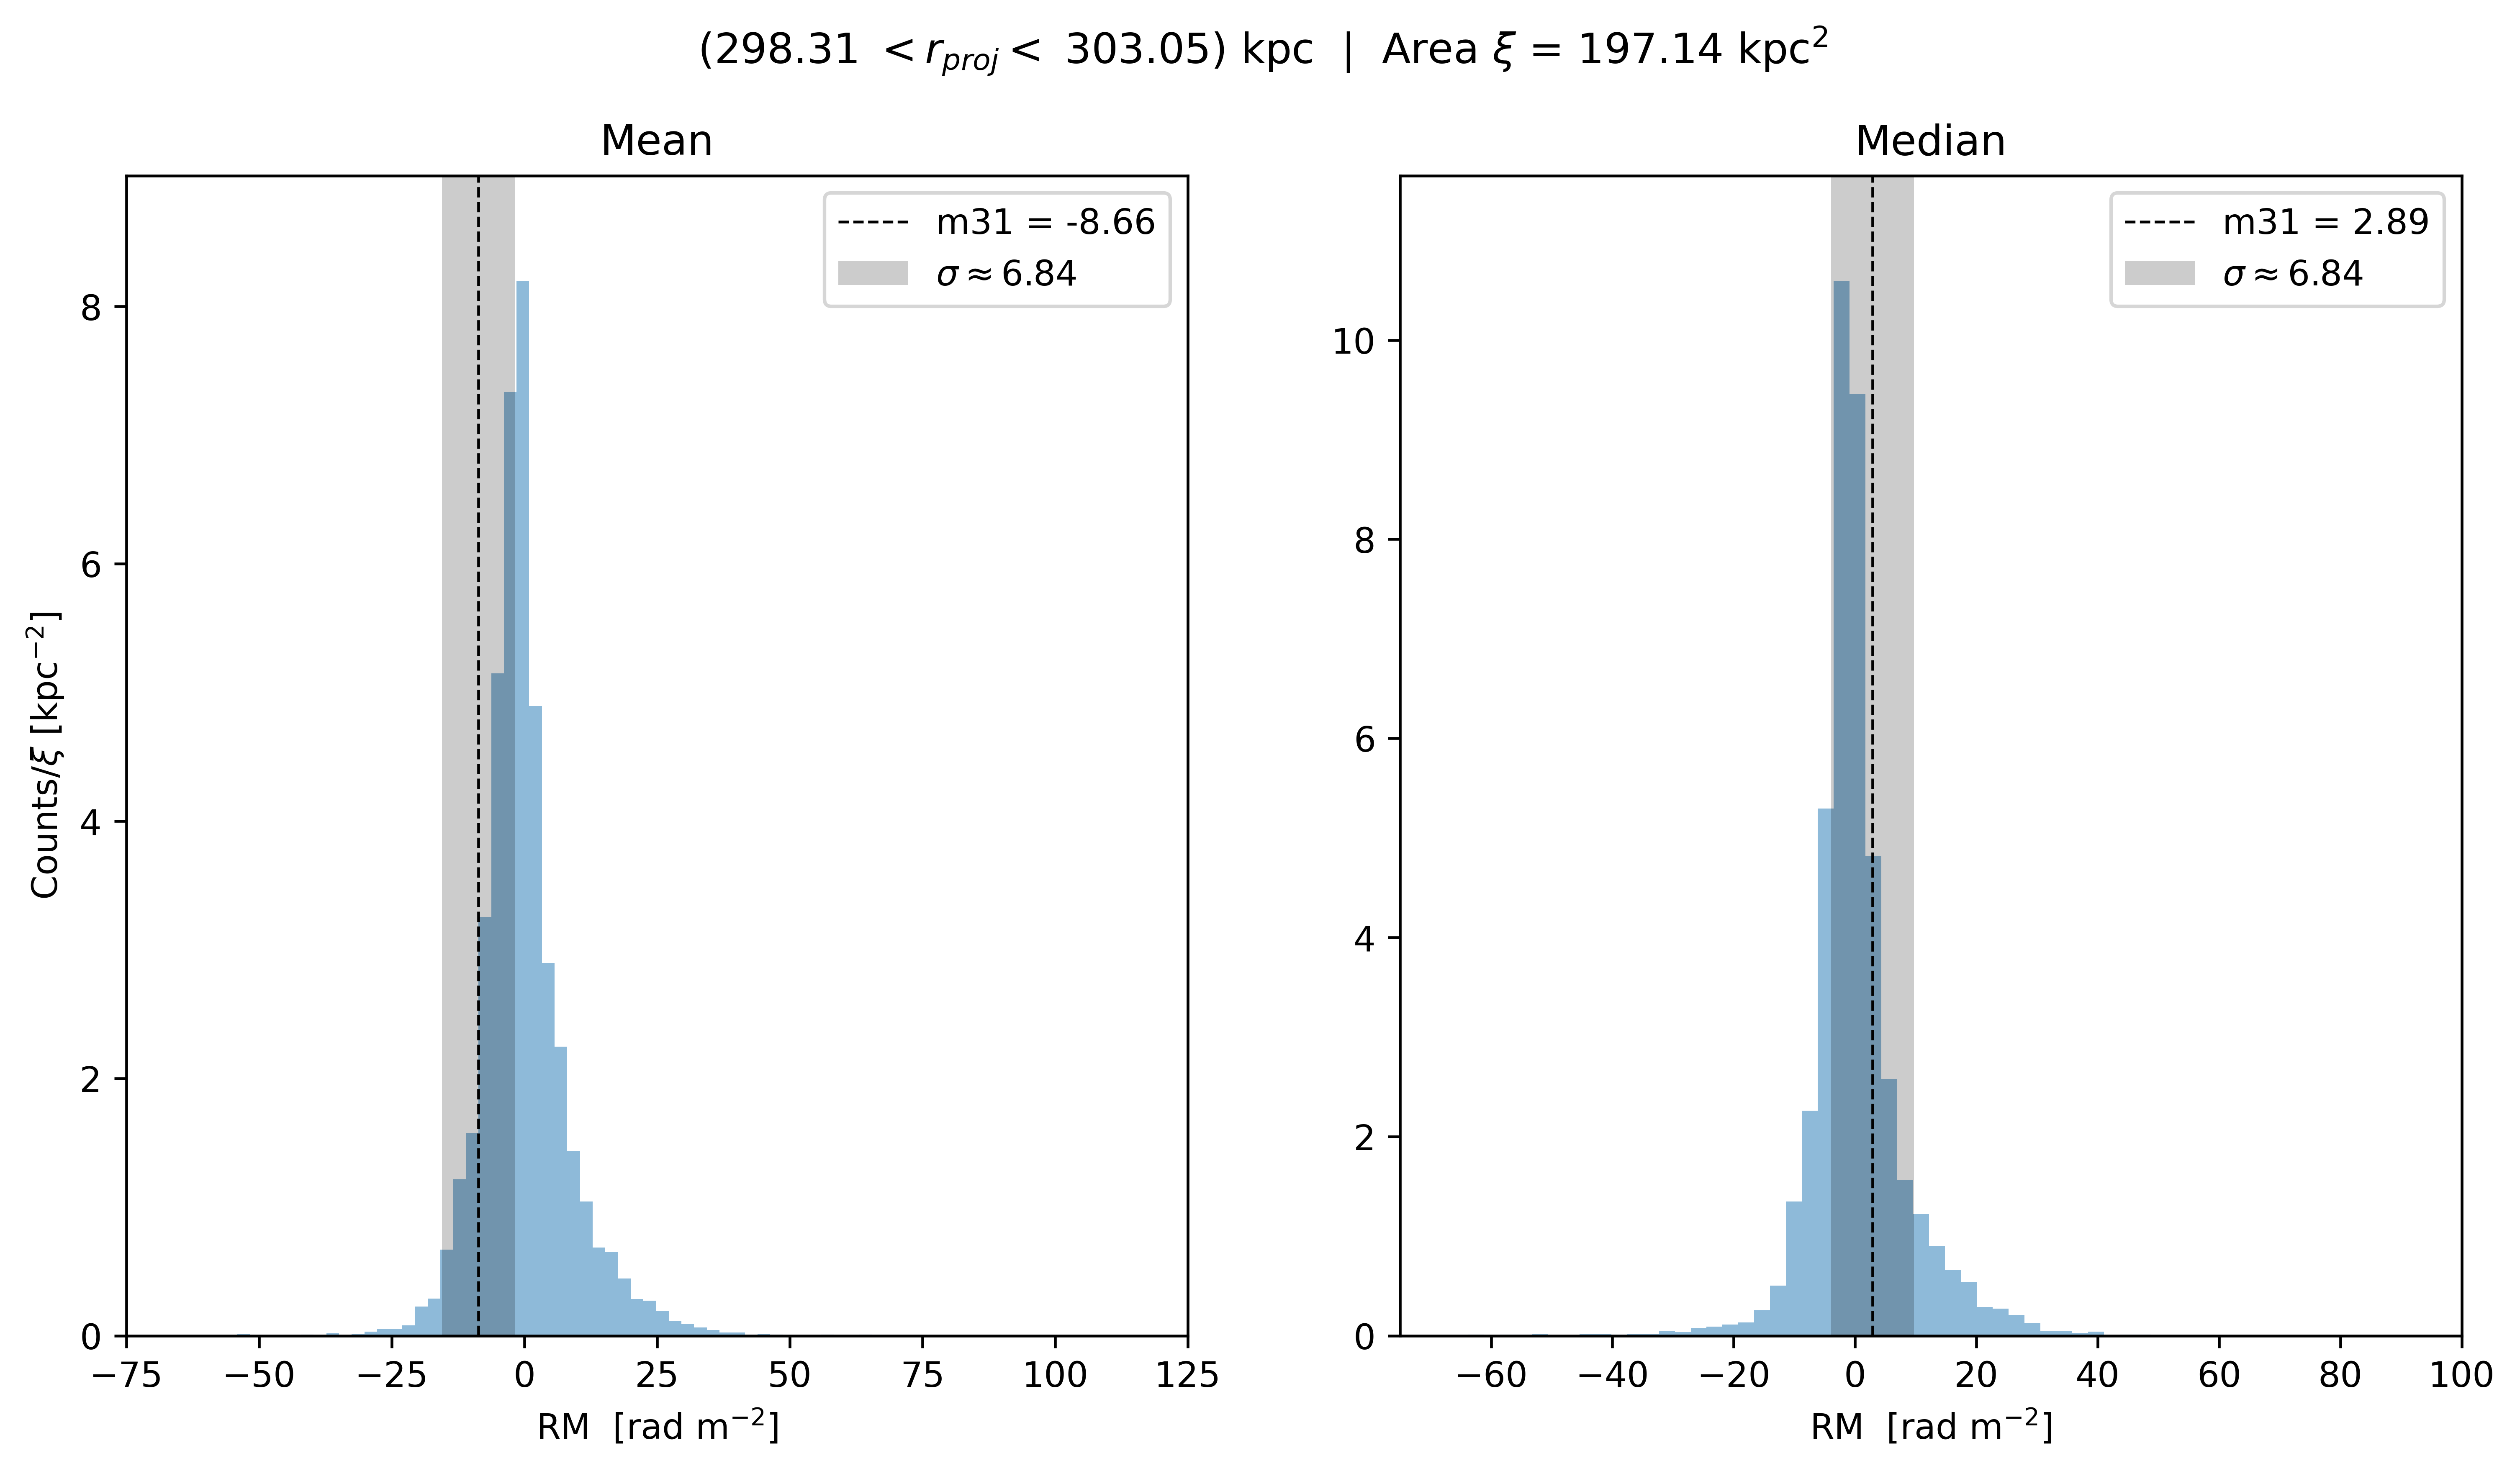 (298.31 < r_proj < 303.05) kpc | Area ξ = 197.14 kpc²
Mean
m31 = -8.66
σ ≈ 6.84
8
6
4
2
0
Counts/ξ [kpc⁻²]
−75 −50 −25 0 25 50 75 100 125
RM [rad m⁻²]
Median
m31 = 2.89
σ ≈ 6.84
10
8
6
4
2
0
−60 −40 −20 0 20 40 60 80 100
RM [rad m⁻²]